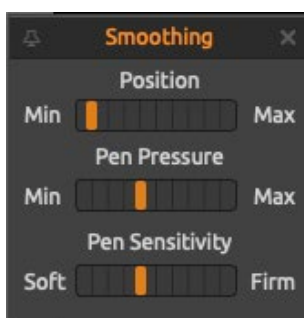 Smoothing
Position
Min Max
Pen Pressure
Min Max
Pen Sensitivity
Soft Firm